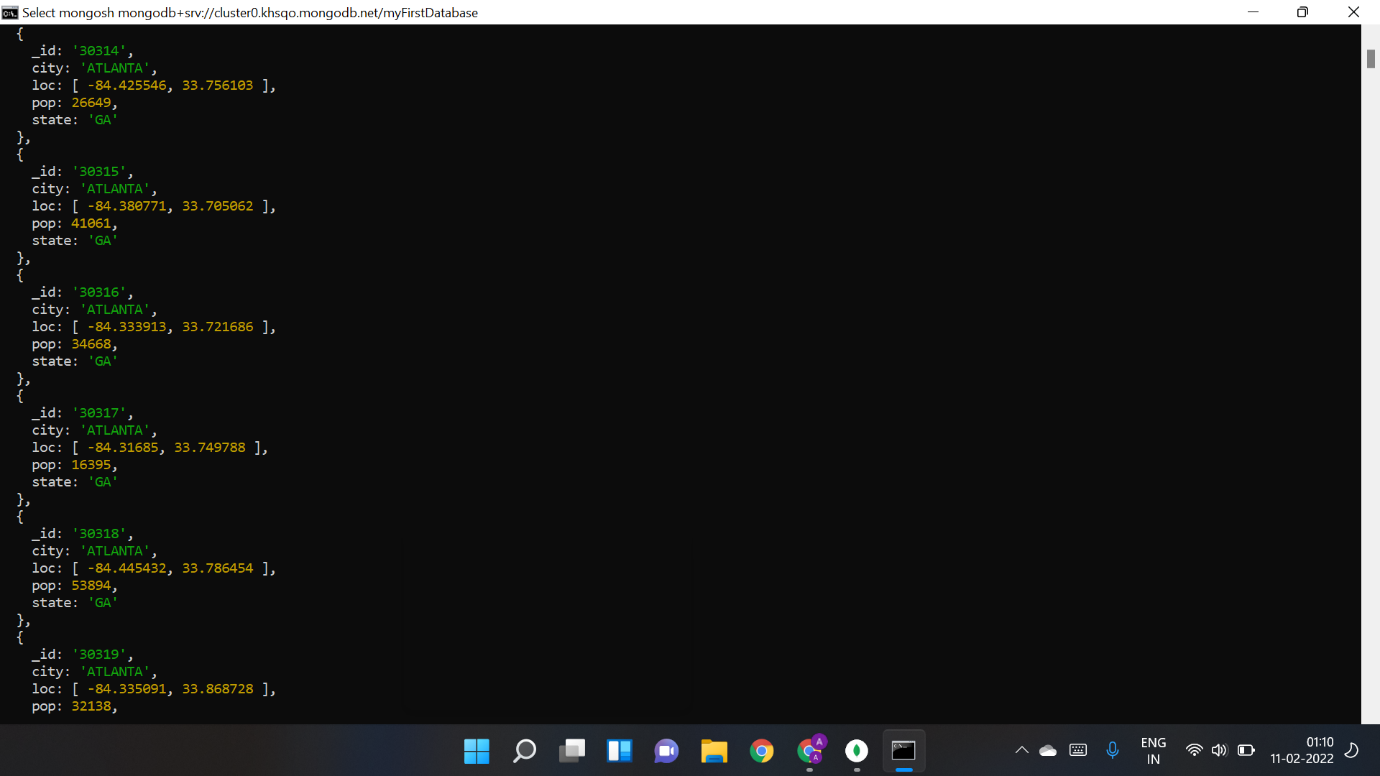 Select mongosh mongodb+srv://cluster0.khsqo.mongodb.net/myFirstDatabase
{
_id: '30314',
city: 'ATLANTA',
loc: [ -84.425546, 33.756103 ],
pop: 26649,
state: 'GA'
},
{
_id: '30315',
city: 'ATLANTA',
loc: [ -84.380771, 33.705062 ],
pop: 41061,
state: 'GA'
},
{
_id: '30316',
city: 'ATLANTA',
loc: [ -84.333913, 33.721686 ],
pop: 34668,
state: 'GA'
},
{
_id: '30317',
city: 'ATLANTA',
loc: [ -84.31685, 33.749788 ],
pop: 16395,
state: 'GA'
},
{
_id: '30318',
city: 'ATLANTA',
loc: [ -84.445432, 33.786454 ],
pop: 53894,
state: 'GA'
},
{
_id: '30319',
city: 'ATLANTA',
loc: [ -84.335091, 33.868728 ],
pop: 32138,
A
A
ENG
IN
01:10
11-02-2022